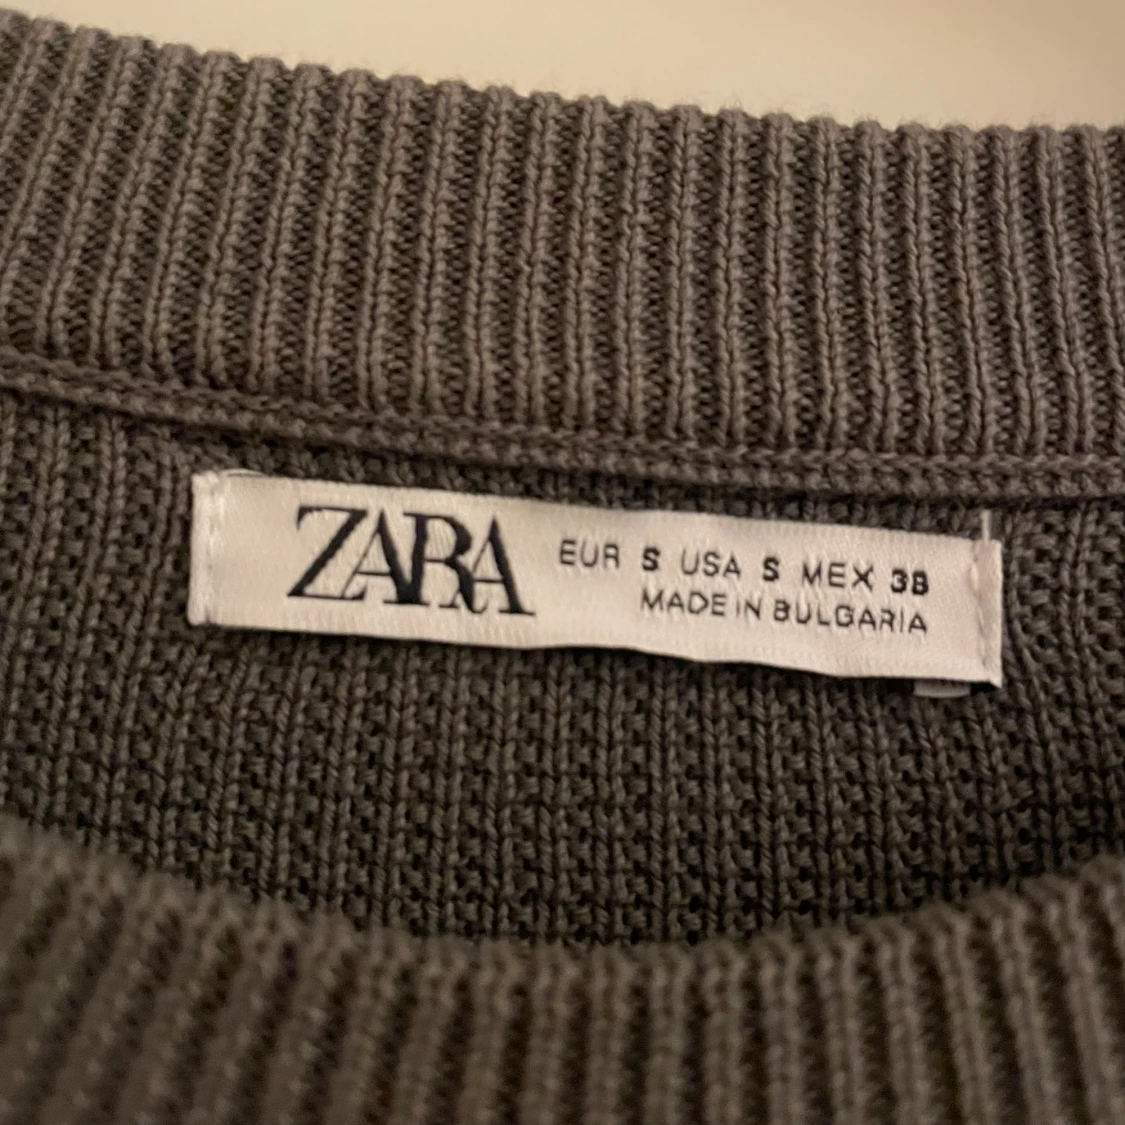 ZARA
EUR S USA S MEX 38
MADE IN BULGARIA